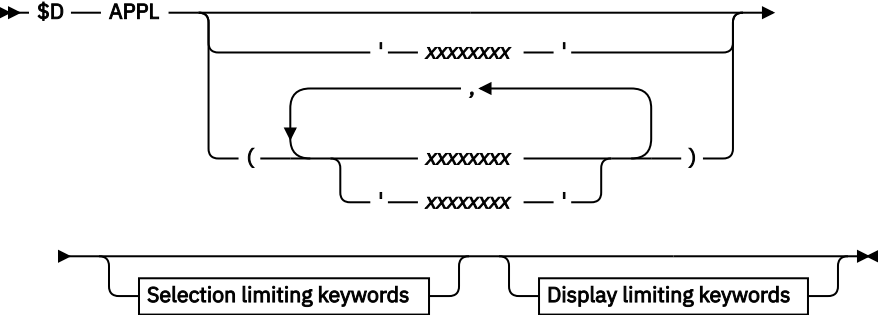 $D APPL
' xxxxxxxx '
,
( xxxxxxxx )
' xxxxxxxx '
Selection limiting keywords Display limiting keywords